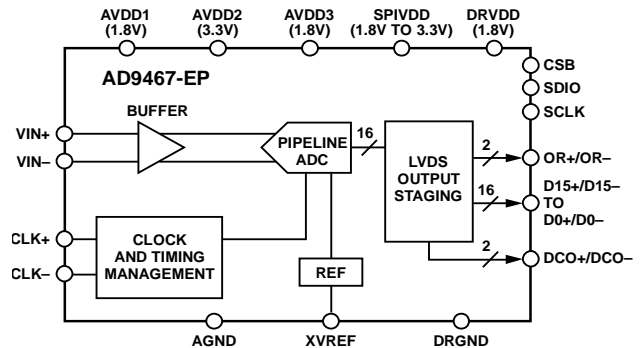 AVDD1 AVDD2 AVDD3 SPIVDD DRVDD
(1.8V) (3.3V) (1.8V) (1.8V TO 3.3V) (1.8V)
AD9467-EP
CSB
SDIO
SCLK
BUFFER
VIN+
VIN–
PIPELINE
ADC
16
LVDS
OUTPUT
STAGING
2
OR+/OR–
16
D15+/D15–
TO
D0+/D0–
2
DCO+/DCO–
CLK+
CLK–
CLOCK
AND TIMING
MANAGEMENT
REF
AGND XVREF DRGND